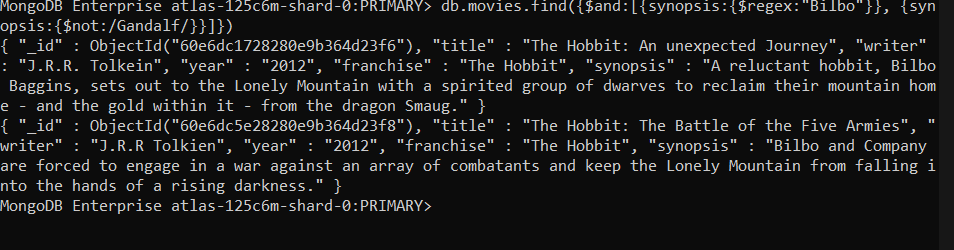 MongoDB Enterprise atlas-125c6m-shard-0:PRIMARY> db.movies.find({$and:[{synopsis:{$regex:"Bilbo"}}, {syn
opsis:{$not:/Gandalf/}}]})
{ "_id" : ObjectId("60e6dc1728280e9b364d23f6"), "title" : "The Hobbit: An unexpected Journey", "writer"
: "J.R.R. Tolkein", "year" : "2012", "franchise" : "The Hobbit", "synopsis" : "A reluctant hobbit, Bilbo
 Baggins, sets out to the Lonely Mountain with a spirited group of dwarves to reclaim their mountain hom
e - and the gold within it - from the dragon Smaug." }
{ "_id" : ObjectId("60e6dc5e28280e9b364d23f8"), "title" : "The Hobbit: The Battle of the Five Armies", "
writer" : "J.R.R Tolkien", "year" : "2012", "franchise" : "The Hobbit", "synopsis" : "Bilbo and Company
are forced to engage in a war against an array of combatants and keep the Lonely Mountain from falling i
nto the hands of a rising darkness." }
MongoDB Enterprise atlas-125c6m-shard-0:PRIMARY>